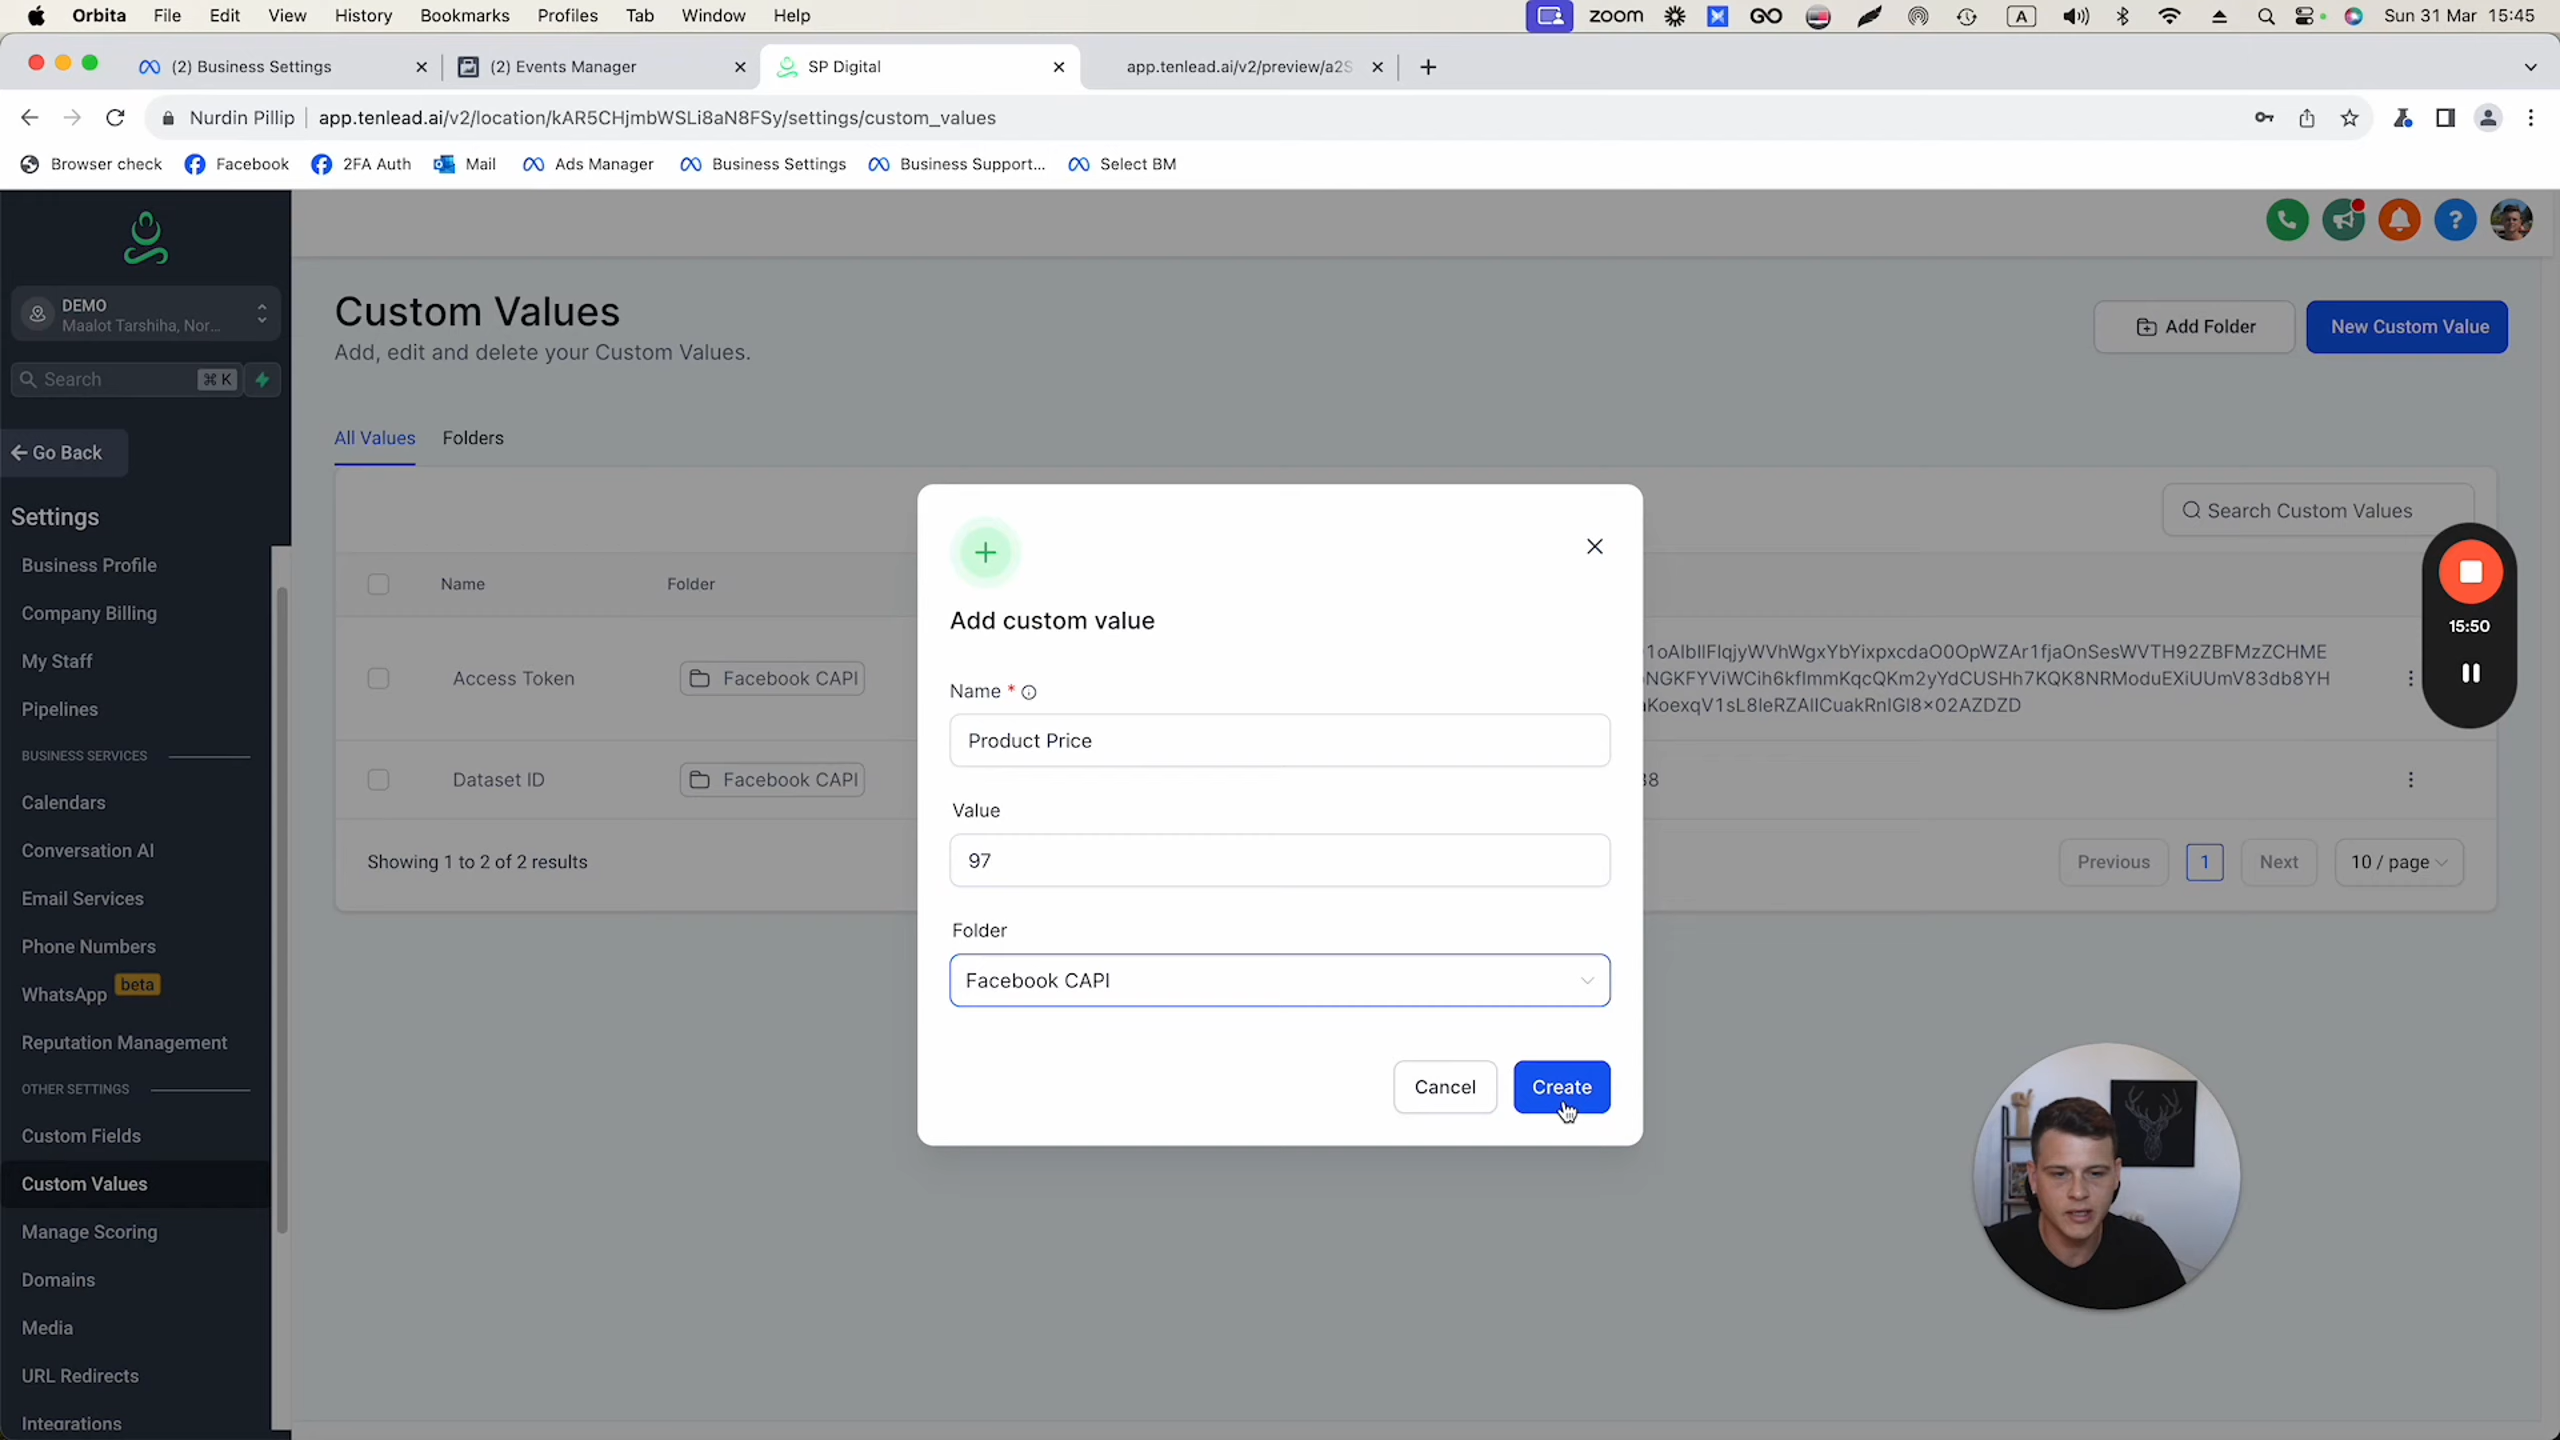 Orbita File Edit View History Bookmarks Profiles Tab Window Help zoom A Sun 31 Mar 15:45
(2) Business Settings (2) Events Manager SP Digital app.tenlead.ai/v2/preview/a2S
Nurdin Pillip app.tenlead.ai/v2/location/kAR5CHjmbWSLi8aN8FSy/settings/custom_values
Browser check Facebook 2FA Auth Mail Ads Manager Business Settings Business Support... Select BM
DEMO
Maalot Tarshiha, Nor...
Search ⌘ K
Go Back
Settings
Business Profile
Company Billing
My Staff
Pipelines
BUSINESS SERVICES
Calendars
Conversation AI
Email Services
Phone Numbers
WhatsApp beta
Reputation Management
OTHER SETTINGS
Custom Fields
Custom Values
Manage Scoring
Domains
Media
URL Redirects
Integrations
Custom Values
Add, edit and delete your Custom Values.
Add Folder New Custom Value
All Values Folders
Search Custom Values
Name Folder
Access Token Facebook CAPI
Dataset ID Facebook CAPI
Showing 1 to 2 of 2 results
Previous 1 Next 10 / page
Add custom value
Name *
Product Price
Value
97
Folder
Facebook CAPI
Cancel Create
15:50